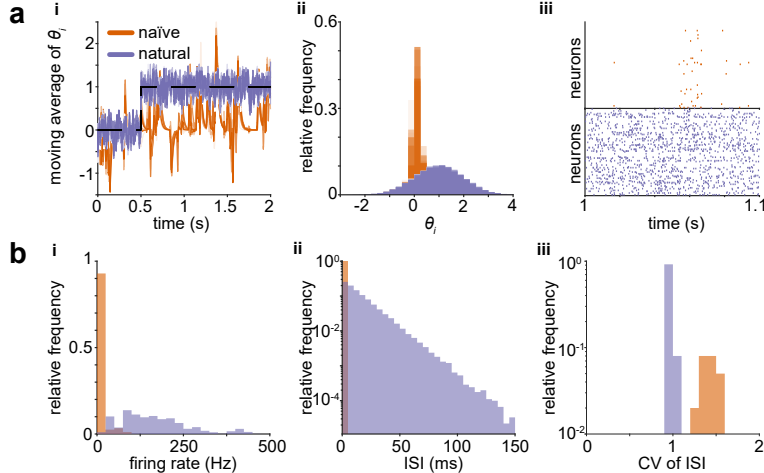 a
i
naïve
natural
moving average of θi
1
0
-1
0
0.5
1
1.5
2
time (s)
ii
relative frequency
0.6
0.3
0
-2
0
2
4
θi
iii
neurons
neurons
1
1.1
time (s)
b
i
relative frequency
1
0.5
0
0
250
500
firing rate (Hz)
ii
relative frequency
10^0
10^-2
10^-4
0
50
100
150
ISI (ms)
iii
relative frequency
10^0
10^-1
10^-2
0
1
2
CV of ISI